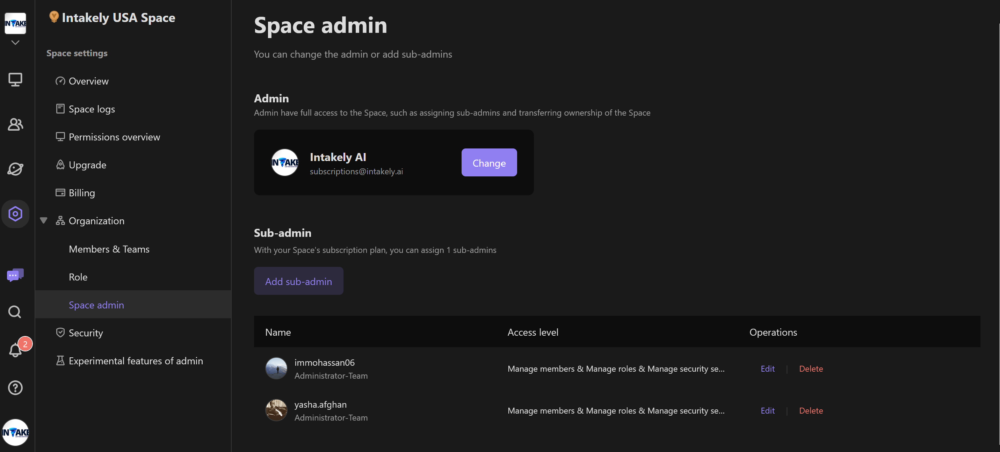 Intakely USA Space
Space settings
Overview
Space logs
Permissions overview
Upgrade
Billing
Organization
Members & Teams
Role
Space admin
Security
Experimental features of admin
2
Space admin
You can change the admin or add sub-admins
Admin
Admin have full access to the Space, such as assigning sub-admins and transferring ownership of the Space
INTAKE
Intakely AI
subscriptions@intakely.ai
Change
Sub-admin
With your Space's subscription plan, you can assign 1 sub-admins
Add sub-admin
Name Access level Operations
immohassan06
Administrator-Team
Manage members & Manage roles & Manage security se... Edit | Delete
yasha.afghan
Administrator-Team
Manage members & Manage roles & Manage security se... Edit | Delete